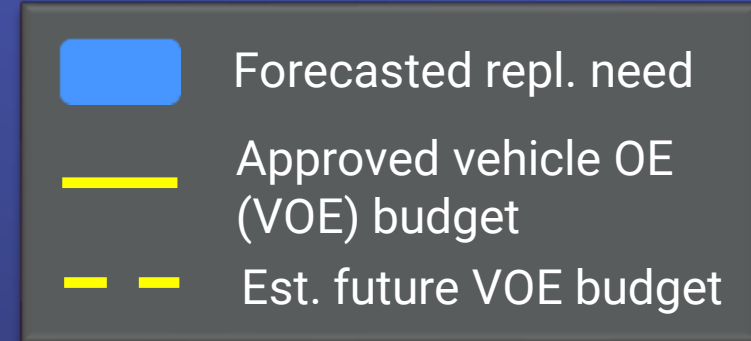 Forecasted repl. need
Approved vehicle OE
(VOE) budget
Est. future VOE budget